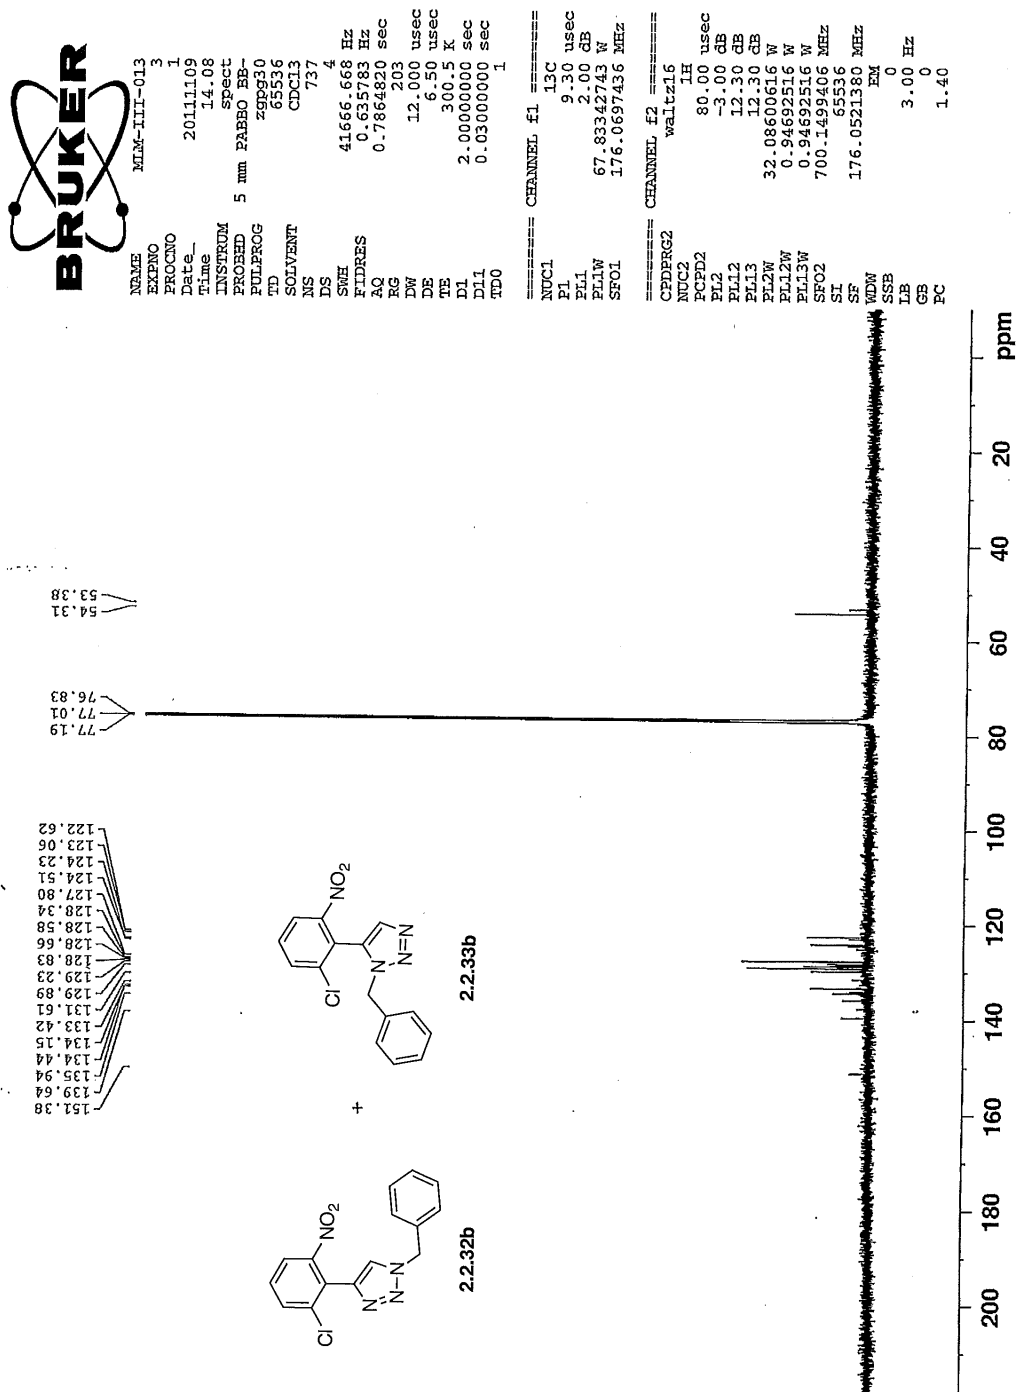 BRUKER
NAME MLM-III-013
EXPNO 3
PROCNO 1
Date_ 20111109
Time 14.08
INSTRUM spect
PROBHD 5 mm PABBO BB-
PULPROG zgpg30
TD 65536
SOLVENT CDCl3
NS 737
DS 4
SWH 41666.668 Hz
FIDRES 0.635783 Hz
AQ 0.7864820 sec
RG 203
DW 12.000 usec
DE 6.50 usec
TE 300.5 K
D1 2.00000000 sec
D11 0.03000000 sec
TD0 1
======== CHANNEL f1 ========
NUC1 13C
P1 9.30 usec
PL1 2.00 dB
PL1W 67.83342743 W
SFO1 176.0697436 MHz
======== CHANNEL f2 ========
CPDPRG2 waltz16
NUC2 1H
PCPD2 80.00 usec
PL2 -3.00 dB
PL12 12.30 dB
PL13 12.30 dB
PL2W 32.08600616 W
PL12W 0.94692516 W
PL13W 0.94692516 W
SFO2 700.1499406 MHz
SI 65536
SF 176.0521380 MHz
WDW EM
SSB 0
LB 3.00 Hz
GB 0
PC 1.40
151.38
139.64
135.94
134.44
134.15
133.42
131.61
129.89
129.23
128.83
128.66
128.58
128.34
127.80
124.51
124.23
123.06
122.62
77.19
77.01
76.83
54.31
53.38
Cl
NO2
N
N
N
2.2.32b
+
Cl
NO2
N
N=N
2.2.33b
200 180 160 140 120 100 80 60 40 20 ppm